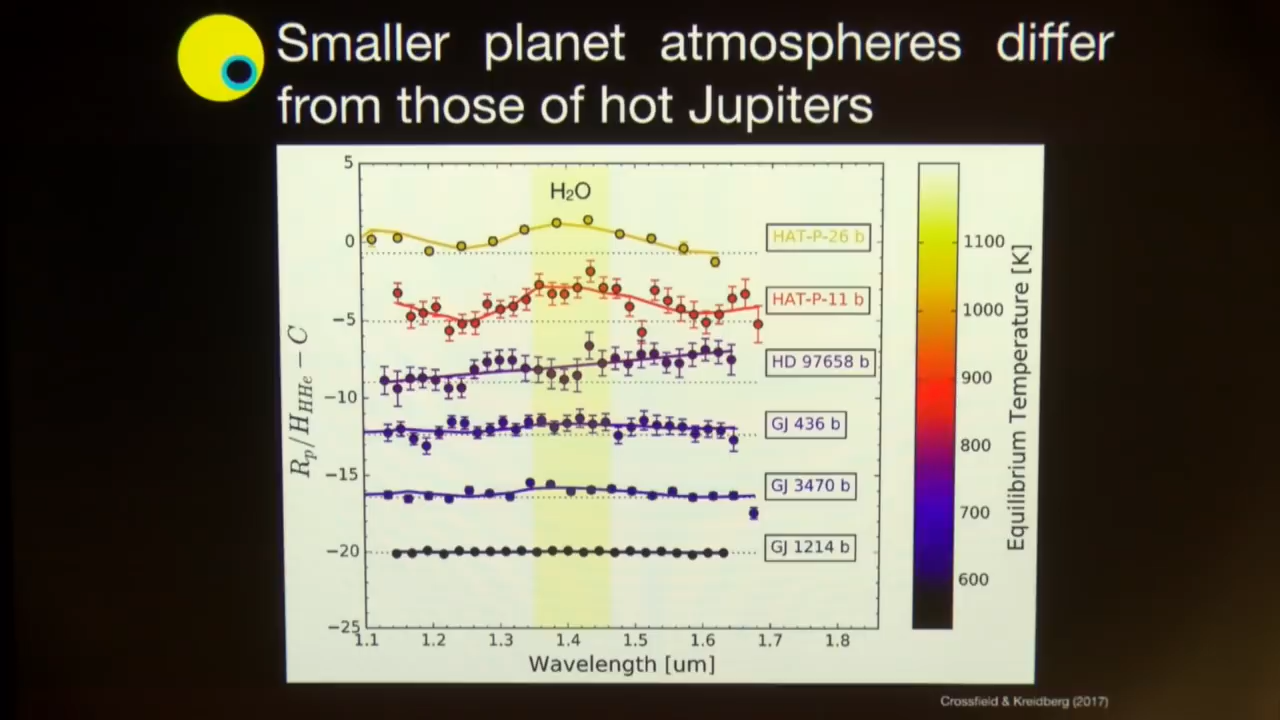 Smaller planet atmospheres differ
from those of hot Jupiters
H₂O
5
0
−5
−10
−15
−20
−25
Rp/HHHe − C
HAT-P-26 b
HAT-P-11 b
HD 97658 b
GJ 436 b
GJ 3470 b
GJ 1214 b
1.1 1.2 1.3 1.4 1.5 1.6 1.7 1.8
Wavelength [um]
1100
1000
900
800
700
600
Equilibrium Temperature [K]
Crossfield & Kreidberg (2017)